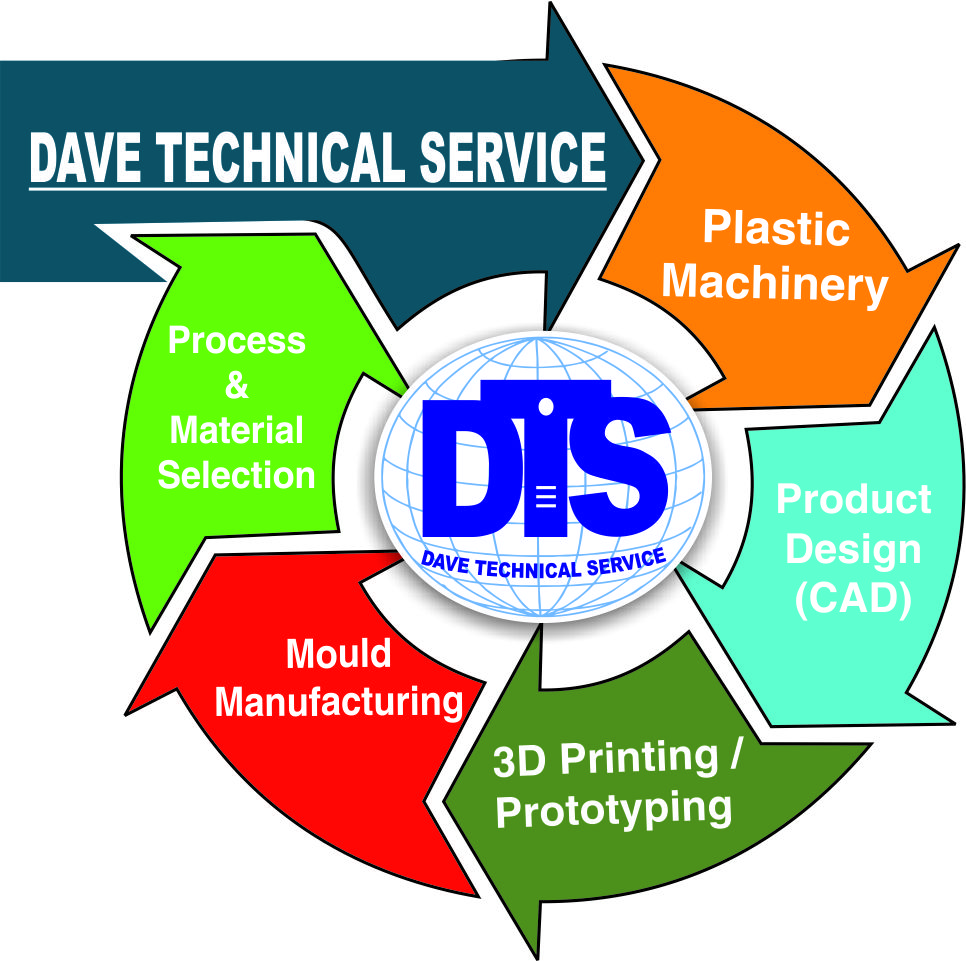 DAVE TECHNICAL SERVICE
Plastic
Machinery
Product
Design
(CAD)
3D Printing /
Prototyping
Mould
Manufacturing
Process
&
Material
Selection
DTS
DAVE TECHNICAL SERVICE